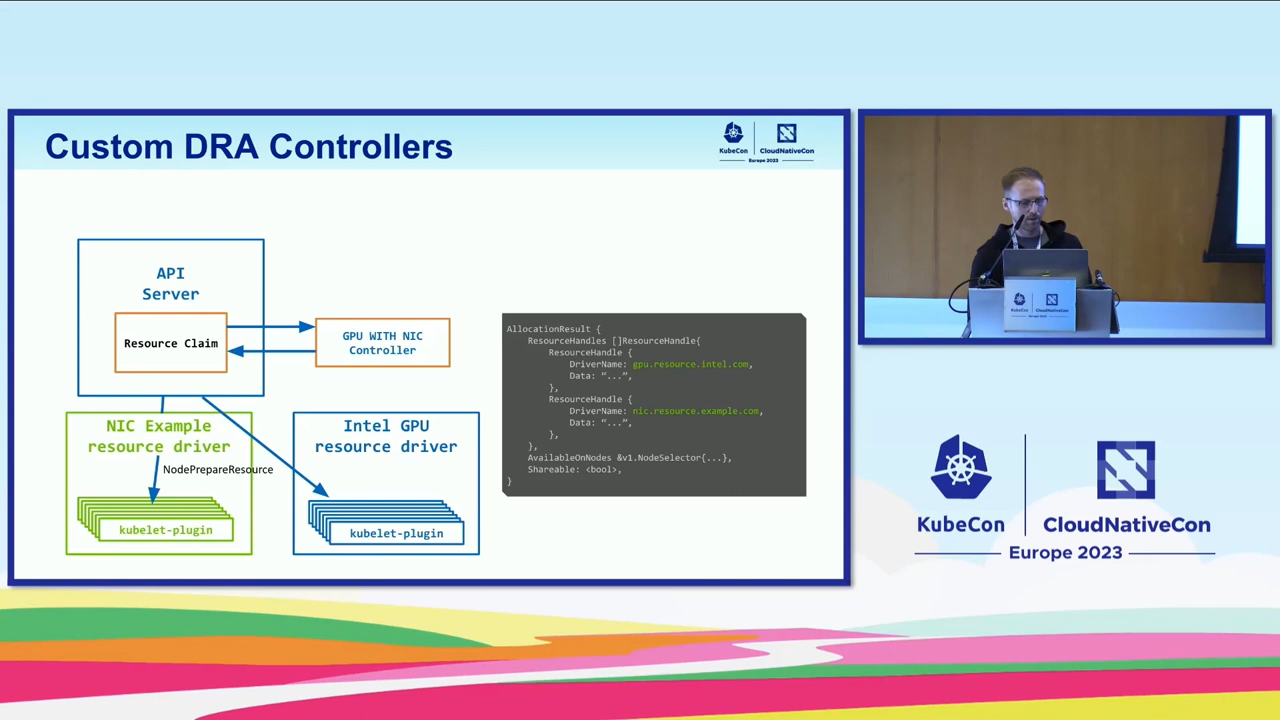 Custom DRA Controllers
KubeCon
CloudNativeCon
Europe 2023
API
Server
Resource Claim
GPU WITH NIC
Controller
NIC Example
resource driver
NodePrepareResource
kubelet-plugin
Intel GPU
resource driver
kubelet-plugin
AllocationResult {
ResourceHandles []ResourceHandle{
ResourceHandle {
DriverName: gpu.resource.intel.com,
Data: “...”,
},
ResourceHandle {
DriverName: nic.resource.example.com,
Data: “...”,
},
},
AvailableOnNodes &v1.NodeSelector{...},
Shareable: <bool>,
}
KubeCon
CloudNativeCon
Europe 2023